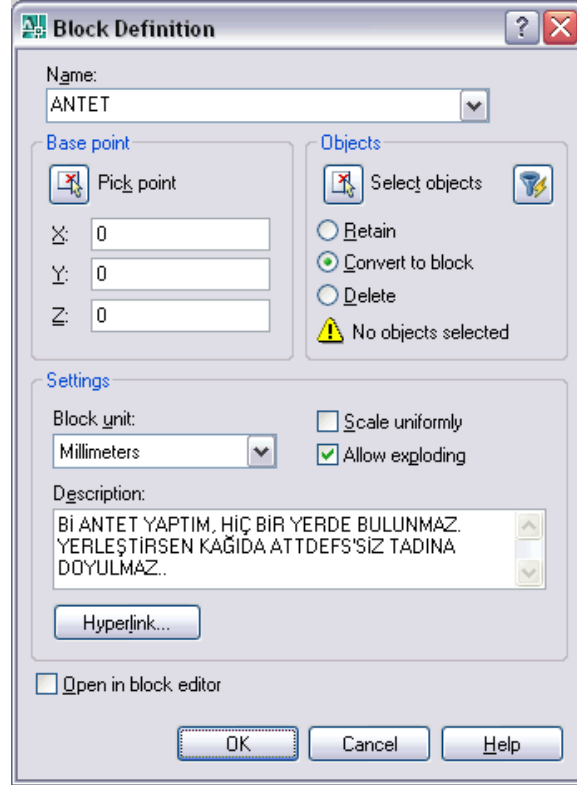 Block Definition
Name:
ANTET
Base point
Pick point
X: 0
Y: 0
Z: 0
Objects
Select objects
Retain
Convert to block
Delete
No objects selected
Settings
Block unit:
Millimeters
Scale uniformly
Allow exploding
Description:
Bİ ANTET YAPTIM, HİÇ BİR YERDE BULUNMAZ.
YERLEŞTİRSEN KAĞIDA ATTDEFS'SİZ TADINA
DOYULMAZ..
Hyperlink...
Open in block editor
OK
Cancel
Help